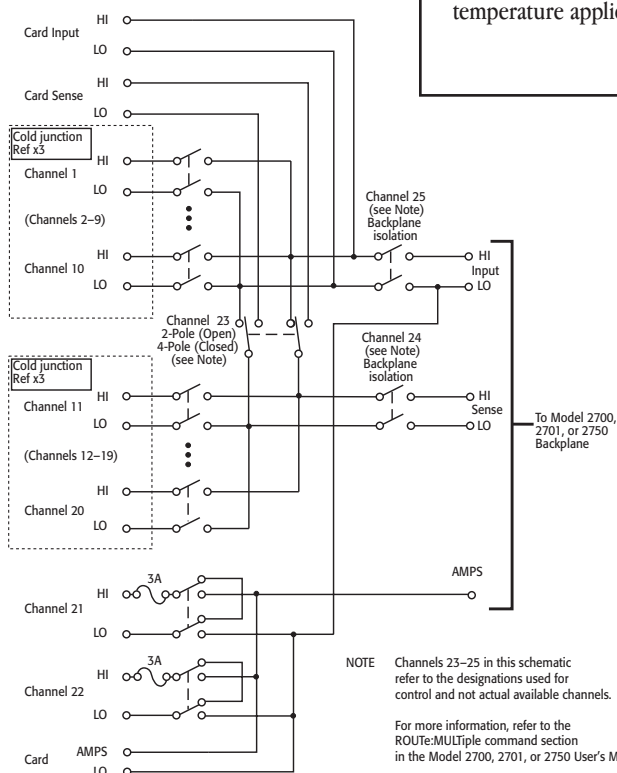 temperature applic
Card Input
HI
LO
Card Sense
HI
LO
Cold junction
Ref x3
Channel 1
HI
LO
(Channels 2–9)
Channel 10
HI
LO
Channel 25
(see Note)
Backplane
isolation
HI
Input
LO
Channel 23
2-Pole (Open)
4-Pole (Closed)
(see Note)
Channel 24
(see Note)
Backplane
isolation
Cold junction
Ref x3
Channel 11
HI
LO
(Channels 12–19)
Channel 20
HI
LO
HI
Sense
LO
To Model 2700,
2701, or 2750
Backplane
Channel 21
HI
3A
LO
AMPS
Channel 22
HI
3A
LO
Card
AMPS
LO
NOTE Channels 23–25 in this schematic
refer to the designations used for
control and not actual available channels.
For more information, refer to the
ROUTe:MULTiple command section
in the Model 2700, 2701, or 2750 User's M